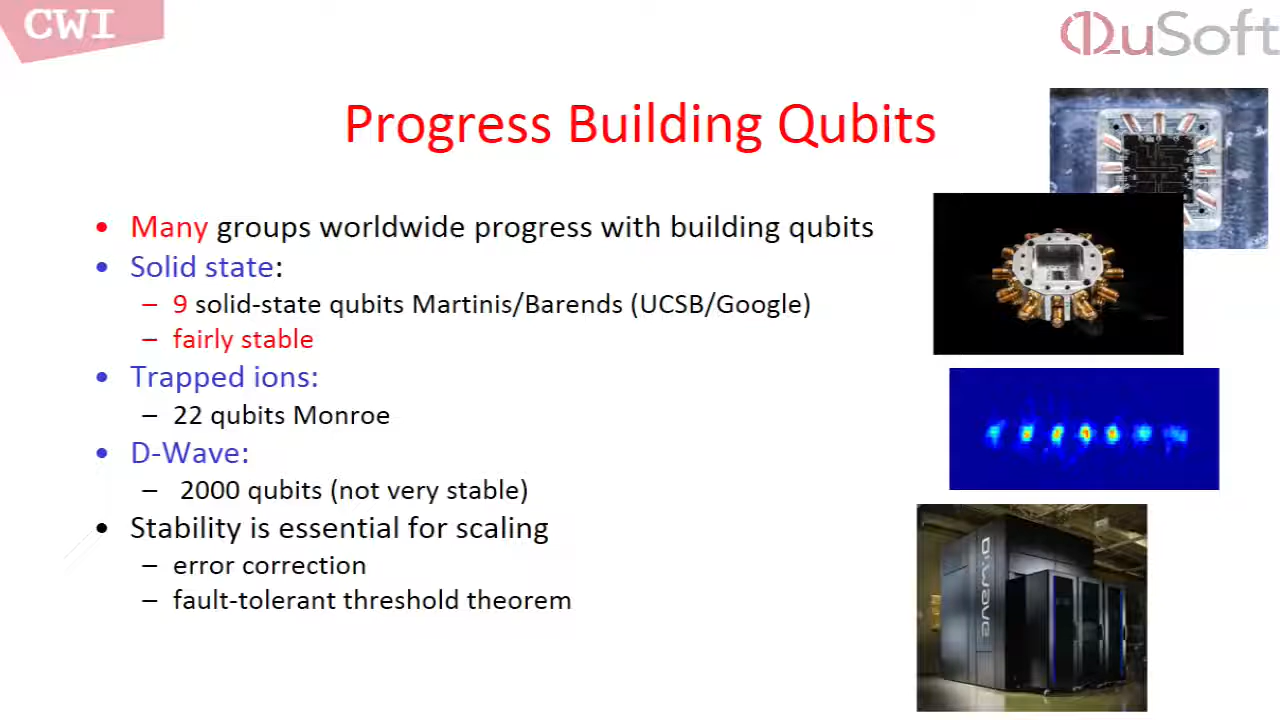 CWI
QuSoft
Progress Building Qubits
• Many groups worldwide progress with building qubits
• Solid state:
– 9 solid-state qubits Martinis/Barends (UCSB/Google)
– fairly stable
• Trapped ions:
– 22 qubits Monroe
• D-Wave:
– 2000 qubits (not very stable)
• Stability is essential for scaling
– error correction
– fault-tolerant threshold theorem
D:wave